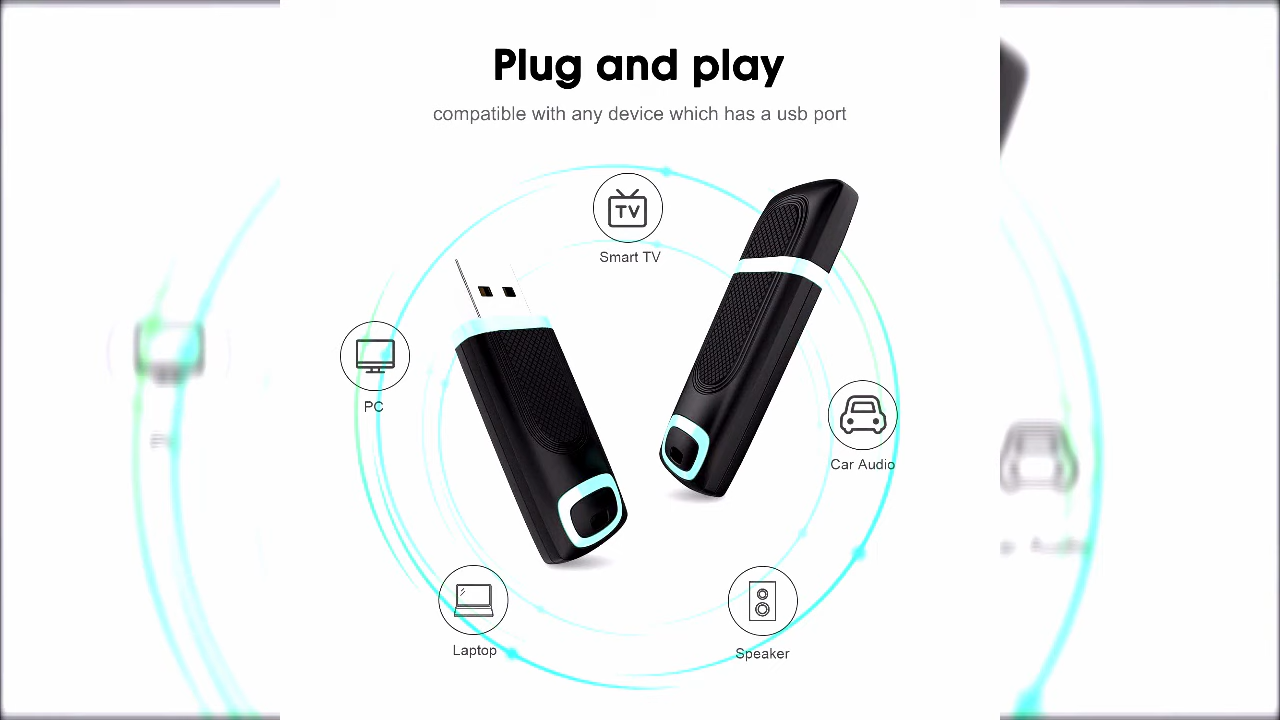 Plug and play
compatible with any device which has a usb port
TV
Smart TV
PC
Car Audio
Laptop
Speaker